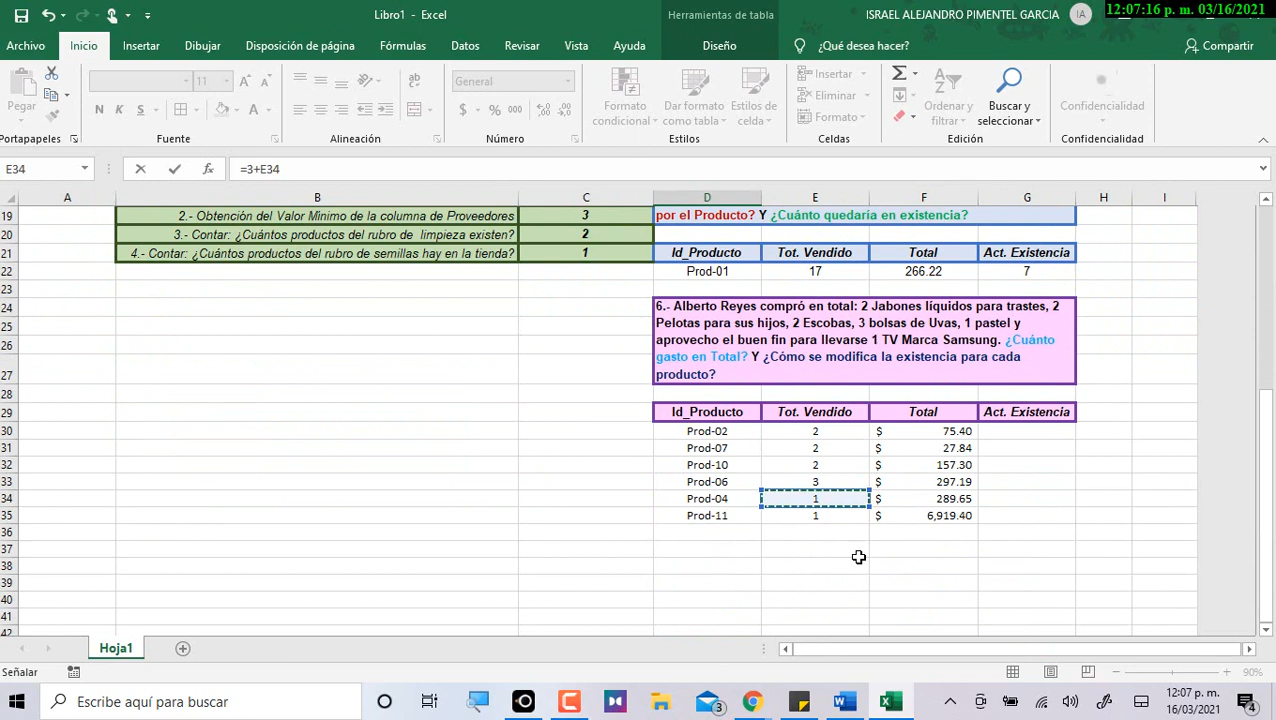 Libro1 - Excel
Herramientas de tabla
ISRAEL ALEJANDRO PIMENTEL GARCIA
IA
12:07:16 p. m. 03/16/2021
Archivo
Inicio
Insertar
Dibujar
Disposición de página
Fórmulas
Datos
Revisar
Vista
Ayuda
Diseño
¿Qué desea hacer?
Compartir
Pegar
11
N K S
General
$ % 000
Formato condicional
Dar formato como tabla
Estilos de celda
Insertar
Eliminar
Formato
Ordenar y filtrar
Buscar y seleccionar
Confidencialidad
Portapapeles
Fuente
Alineación
Número
Estilos
Celdas
Edición
Confidencialidad
E34
fx
=3+E34
A B C D E F G H I
19 2.- Obtención del Valor Minimo de la columna de Proveedores 3 por el Producto? Y ¿Cuánto quedaría en existencia?
20 3.- Contar: ¿Cuántos productos del rubro de limpieza existen? 2
21 4.- Contar: ¿Cuántos productos del rubro de semillas hay en la tienda? 1 Id_Producto Tot. Vendido Total Act. Existencia
22 Prod-01 17 266.22 7
23
24 6.- Alberto Reyes compró en total: 2 Jabones líquidos para trastes, 2
25 Pelotas para sus hijos, 2 Escobas, 3 bolsas de Uvas, 1 pastel y
26 aprovecho el buen fin para llevarse 1 TV Marca Samsung. ¿Cuánto
gasto en Total? Y ¿Cómo se modifica la existencia para cada
27 producto?
28
29 Id_Producto Tot. Vendido Total Act. Existencia
30 Prod-02 2 $ 75.40
31 Prod-07 2 $ 27.84
32 Prod-10 2 $ 157.30
33 Prod-06 3 $ 297.19
34 Prod-04 1 $ 289.65
35 Prod-11 1 $ 6,919.40
36
37
38
39
40
41
42
Hoja1
Señalar
90%
Escribe aquí para buscar
3
12:07 p. m.
16/03/2021
4